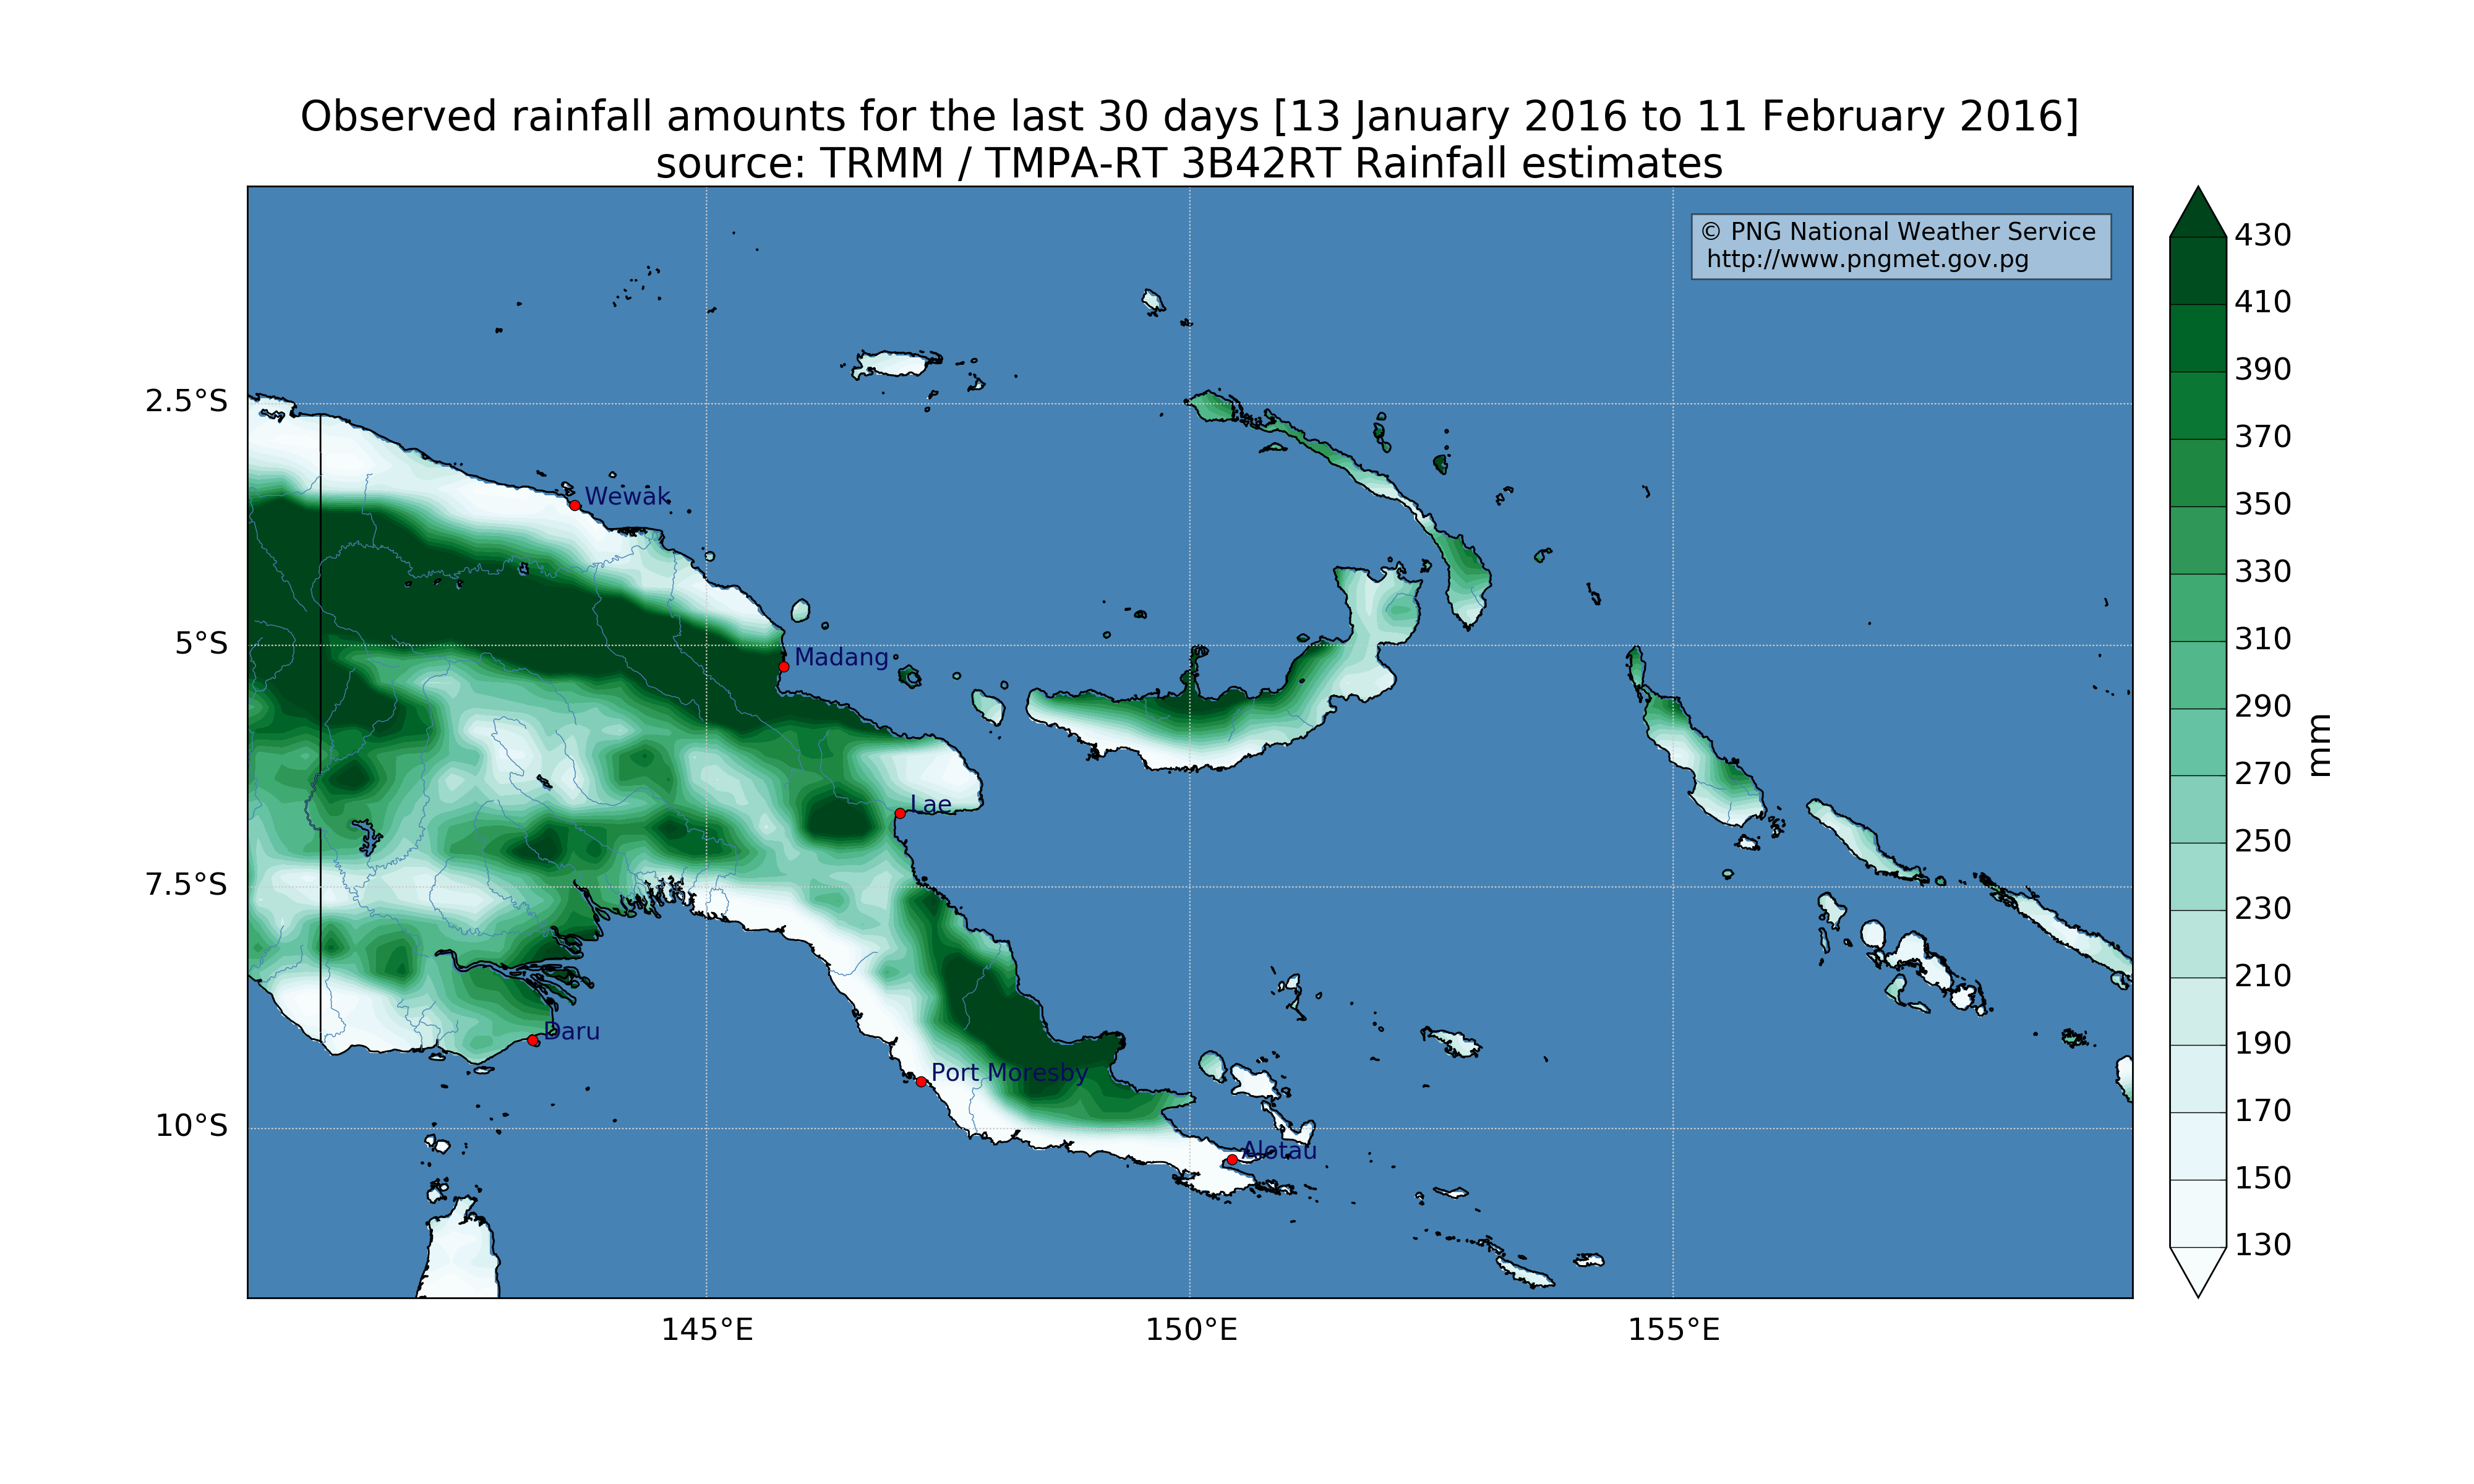 Observed rainfall amounts for the last 30 days [13 January 2016 to 11 February 2016]
source: TRMM / TMPA-RT 3B42RT Rainfall estimates
© PNG National Weather Service
http://www.pngmet.gov.pg
430
410
390
370
350
330
310
290
270
250
230
210
190
170
150
130
mm
2.5°S
5°S
7.5°S
10°S
Wewak
Madang
Lae
Daru
Port Moresby
Alotau
145°E
150°E
155°E